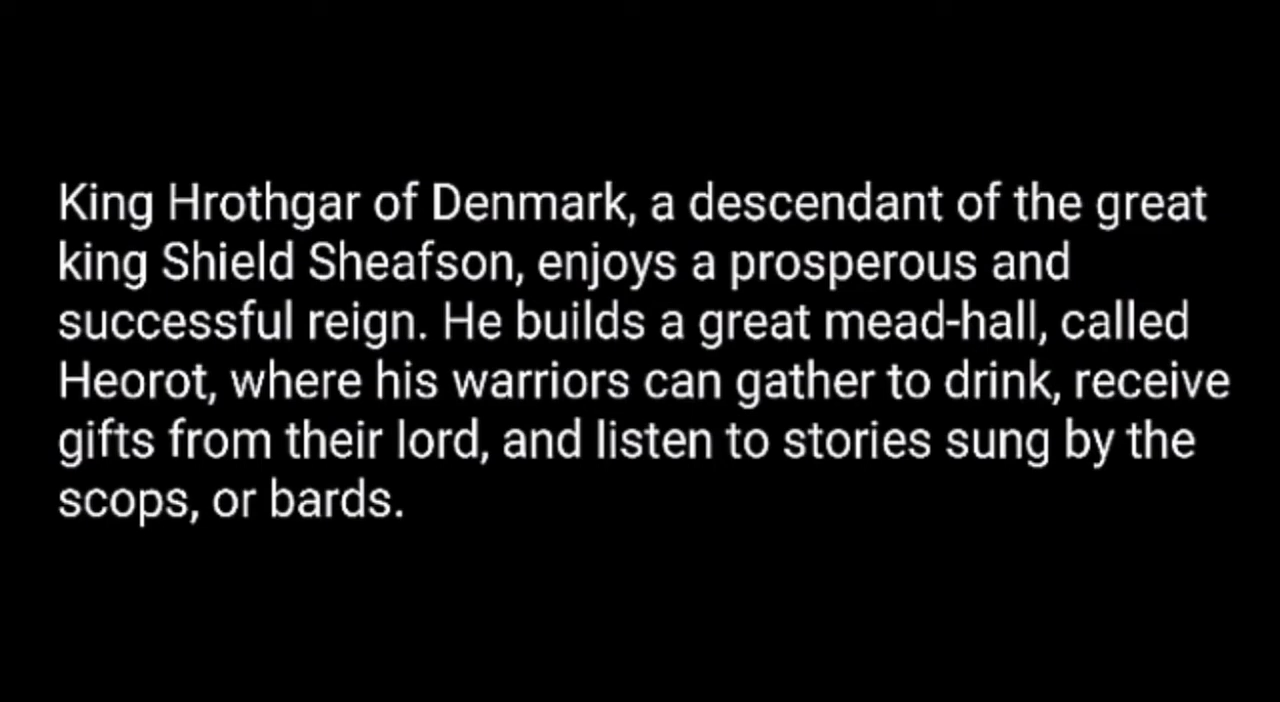 King Hrothgar of Denmark, a descendant of the great
king Shield Sheafson, enjoys a prosperous and
successful reign. He builds a great mead-hall, called
Heorot, where his warriors can gather to drink, receive
gifts from their lord, and listen to stories sung by the
scops, or bards.